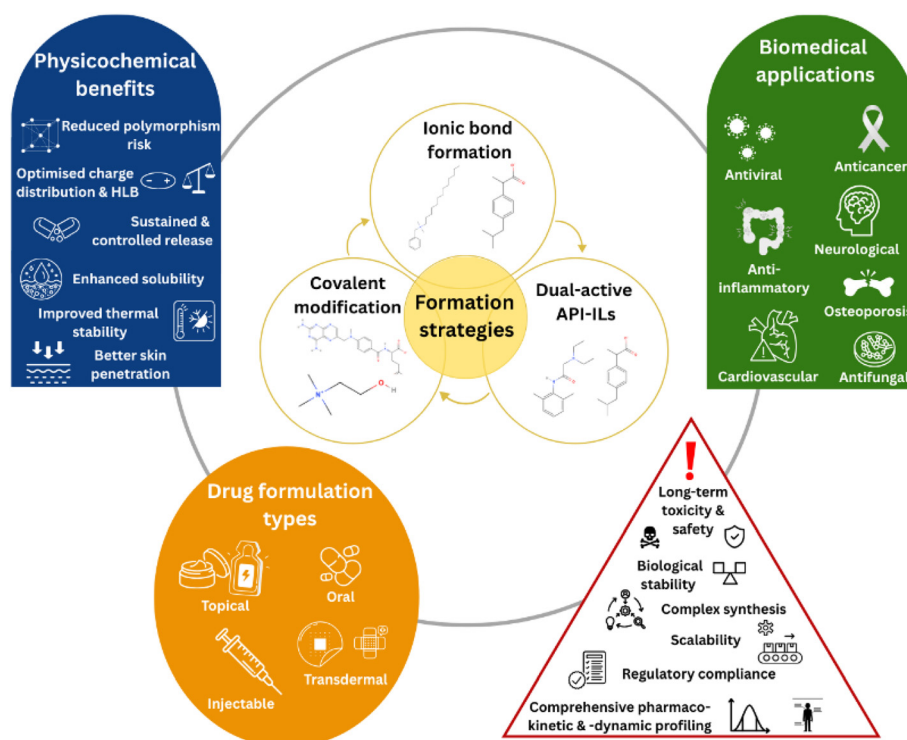 Physicochemical
benefits
Reduced polymorphism
risk
Optimised charge
distribution & HLB
Sustained &
controlled release
Enhanced solubility
Improved thermal
stability
Better skin
penetration
Ionic bond
formation
Covalent
modification
Formation
strategies
Dual-active
API-ILs
Biomedical
applications
Antiviral
Anticancer
Anti-
inflammatory
Neurological
Osteoporosis
Cardiovascular
Antifungal
Drug formulation
types
Topical
Oral
Injectable
Transdermal
!
Long-term
toxicity &
safety
Biological
stability
Complex synthesis
Scalability
Regulatory compliance
Comprehensive pharmaco-
kinetic & -dynamic profiling